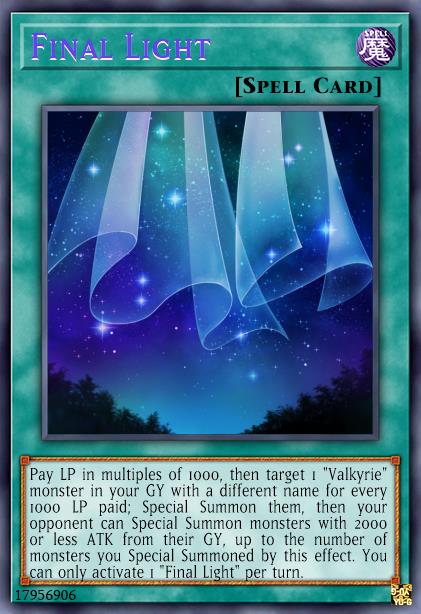 Final Light
SPELL
魔
[Spell Card]
Pay LP in multiples of 1000, then target 1 "Valkyrie"
monster in your GY with a different name for every
1000 LP paid; Special Summon them, then your
opponent can Special Summon monsters with 2000
or less ATK from their GY, up to the number of
monsters you Special Summoned by this effect. You
can only activate 1 "Final Light" per turn.
17956906